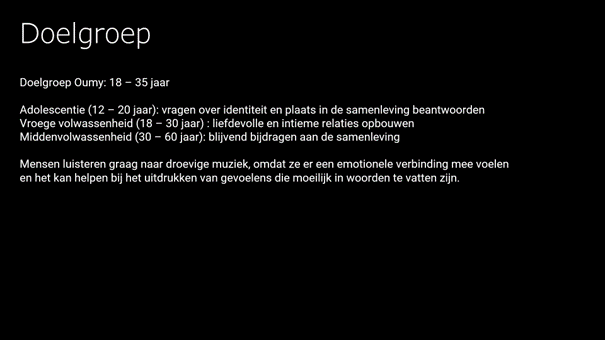 Doelgroep
Doelgroep Oumy: 18 – 35 jaar
Adolescentie (12 – 20 jaar): vragen over identiteit en plaats in de samenleving beantwoorden
Vroege volwassenheid (18 – 30 jaar) : liefdevolle en intieme relaties opbouwen
Middenvolwassenheid (30 – 60 jaar): blijvend bijdragen aan de samenleving
Mensen luisteren graag naar droevige muziek, omdat ze er een emotionele verbinding mee voelen
en het kan helpen bij het uitdrukken van gevoelens die moeilijk in woorden te vatten zijn.